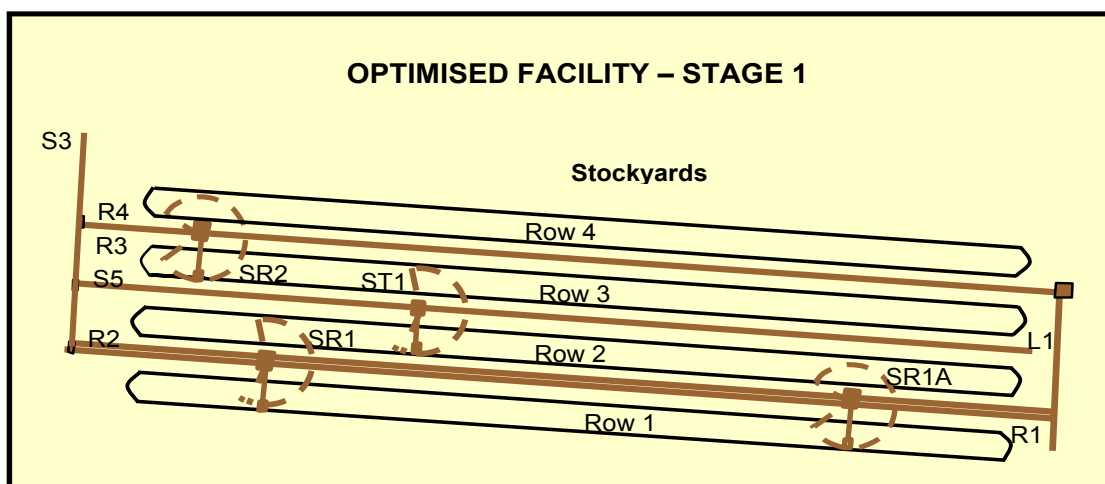 OPTIMISED FACILITY – STAGE 1
S3
Stockyards
R4
Row 4
R3
S5
SR2
ST1
Row 3
R2
SR1
Row 2
L1
SR1A
Row 1
R1